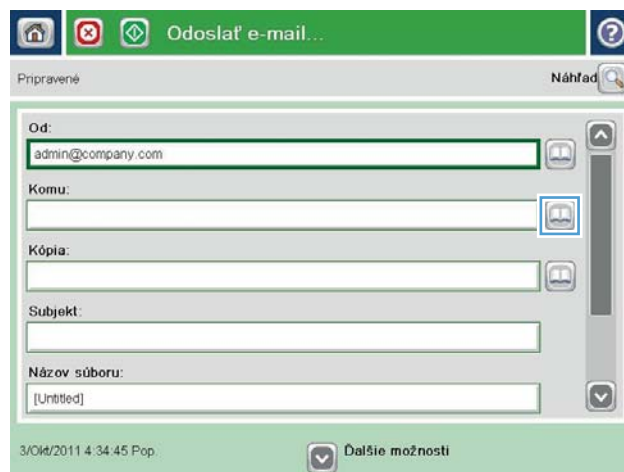 Odoslať e-mail...
Pripravené
Náhľad
Od:
admin@company.com
Komu:
Kópia:
Subjekt:
Názov súboru:
[Untitled]
3/Okt/2011 4:34:45 Pop.
Ďalšie možnosti